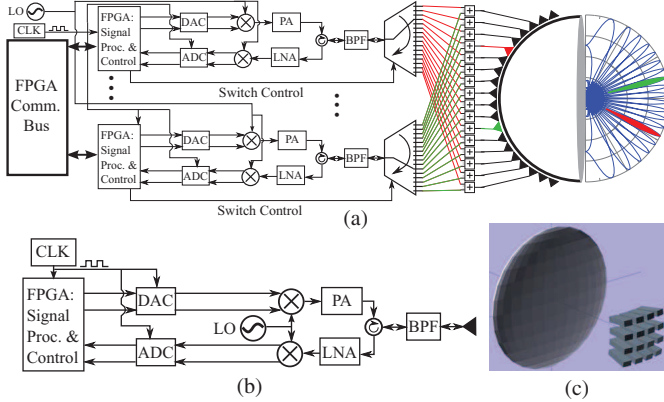 LO
CLK
FPGA
Comm.
Bus
FPGA:
Signal
Proc. &
Control
DAC
ADC
PA
LNA
BPF
Switch Control
FPGA:
Signal
Proc. &
Control
DAC
ADC
PA
LNA
BPF
Switch Control
(a)
CLK
FPGA:
Signal
Proc. &
Control
DAC
ADC
LO
PA
LNA
BPF
(b)
(c)